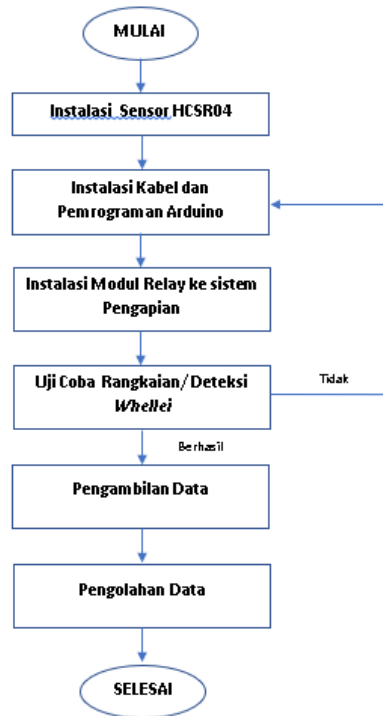 MULAI
Instalasi Sensor HCSR04
Instalasi Kabel dan
Pemrograman Arduino
Instalasi Modul Relay ke sistem
Pengapian
Uji Coba Rangkaian/Deteksi
Whellei
Tidak
Berhasil
Pengambilan Data
Pengolahan Data
SELESAI